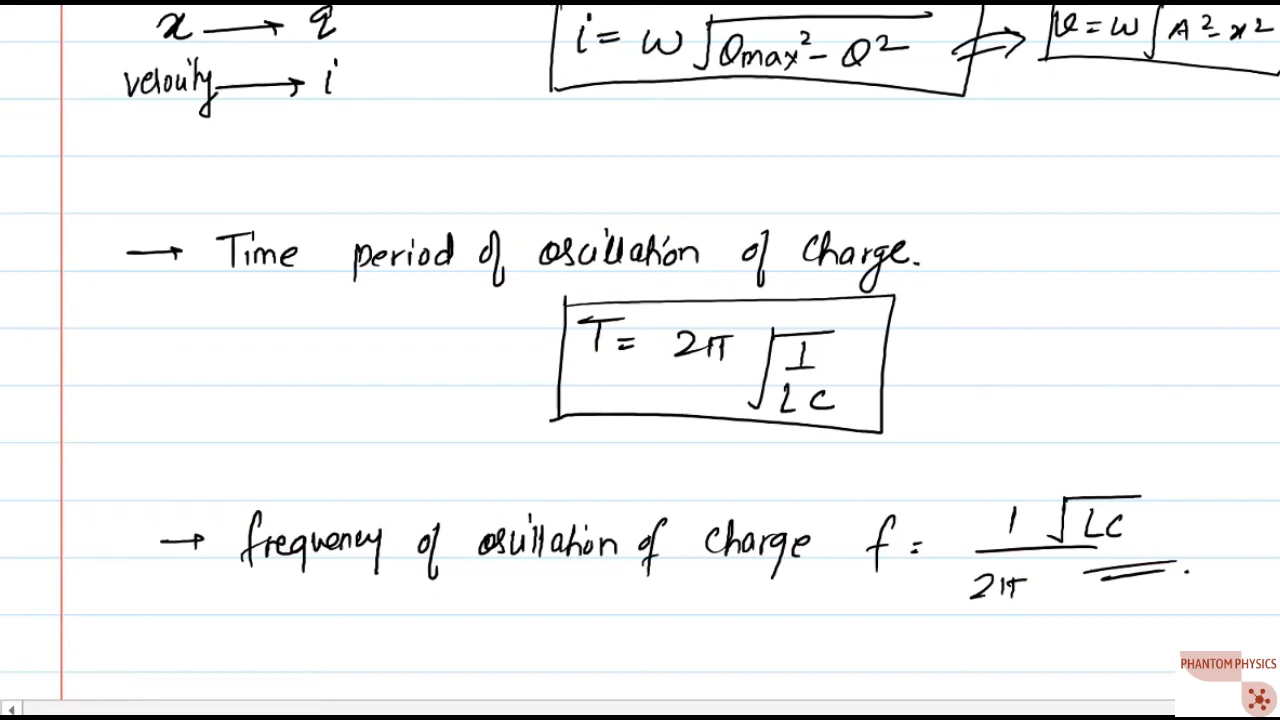 x → q
i = ω √Qmax² - Q² ⇒ v = ω √A² - x²
velocity → i
→ Time period of oscillation of charge.
T = 2π √1/LC
→ frequency of oscillation of charge f = 1/2π √LC.
PHANTOM PHYSICS